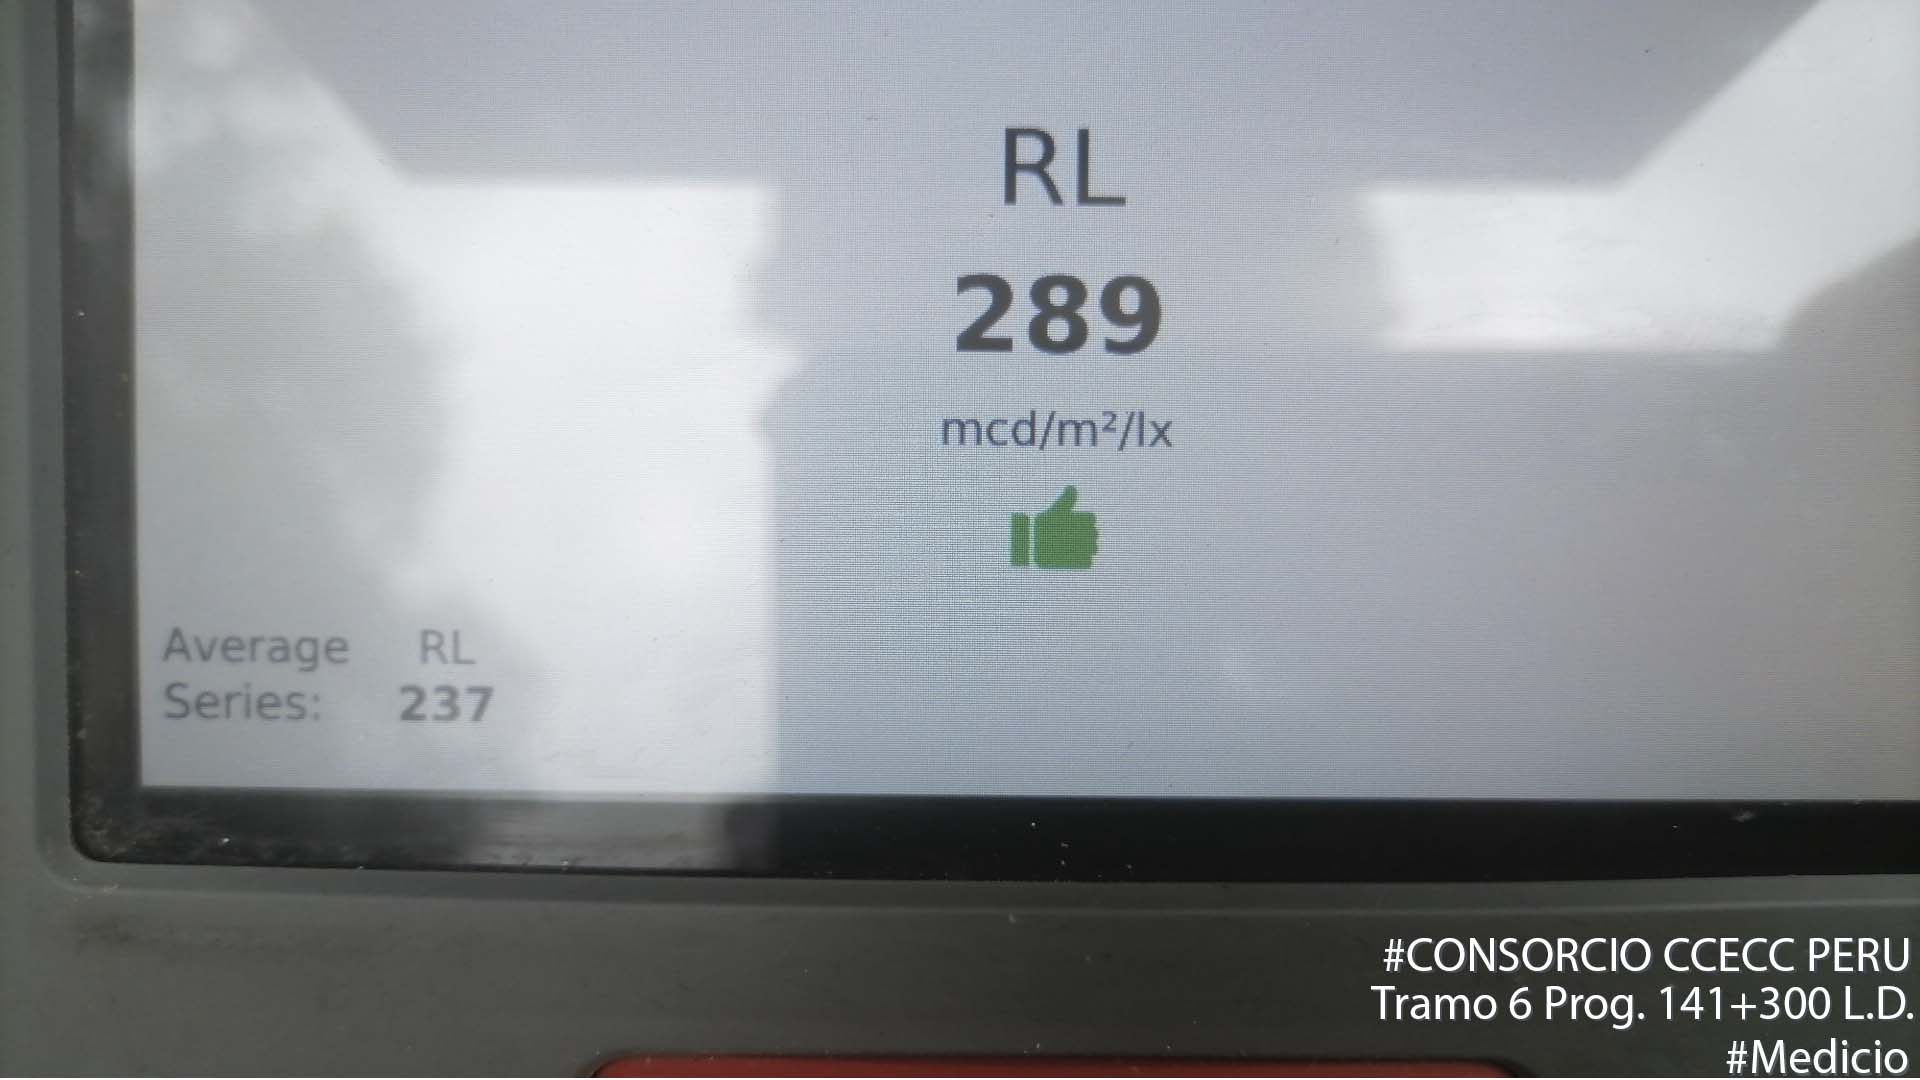 RL
289
mcd/m²/lx
Average RL
Series: 237
#CONSORCIO CCECC PERU
Tramo 6 Prog. 141+300 L.D.
#Medicio